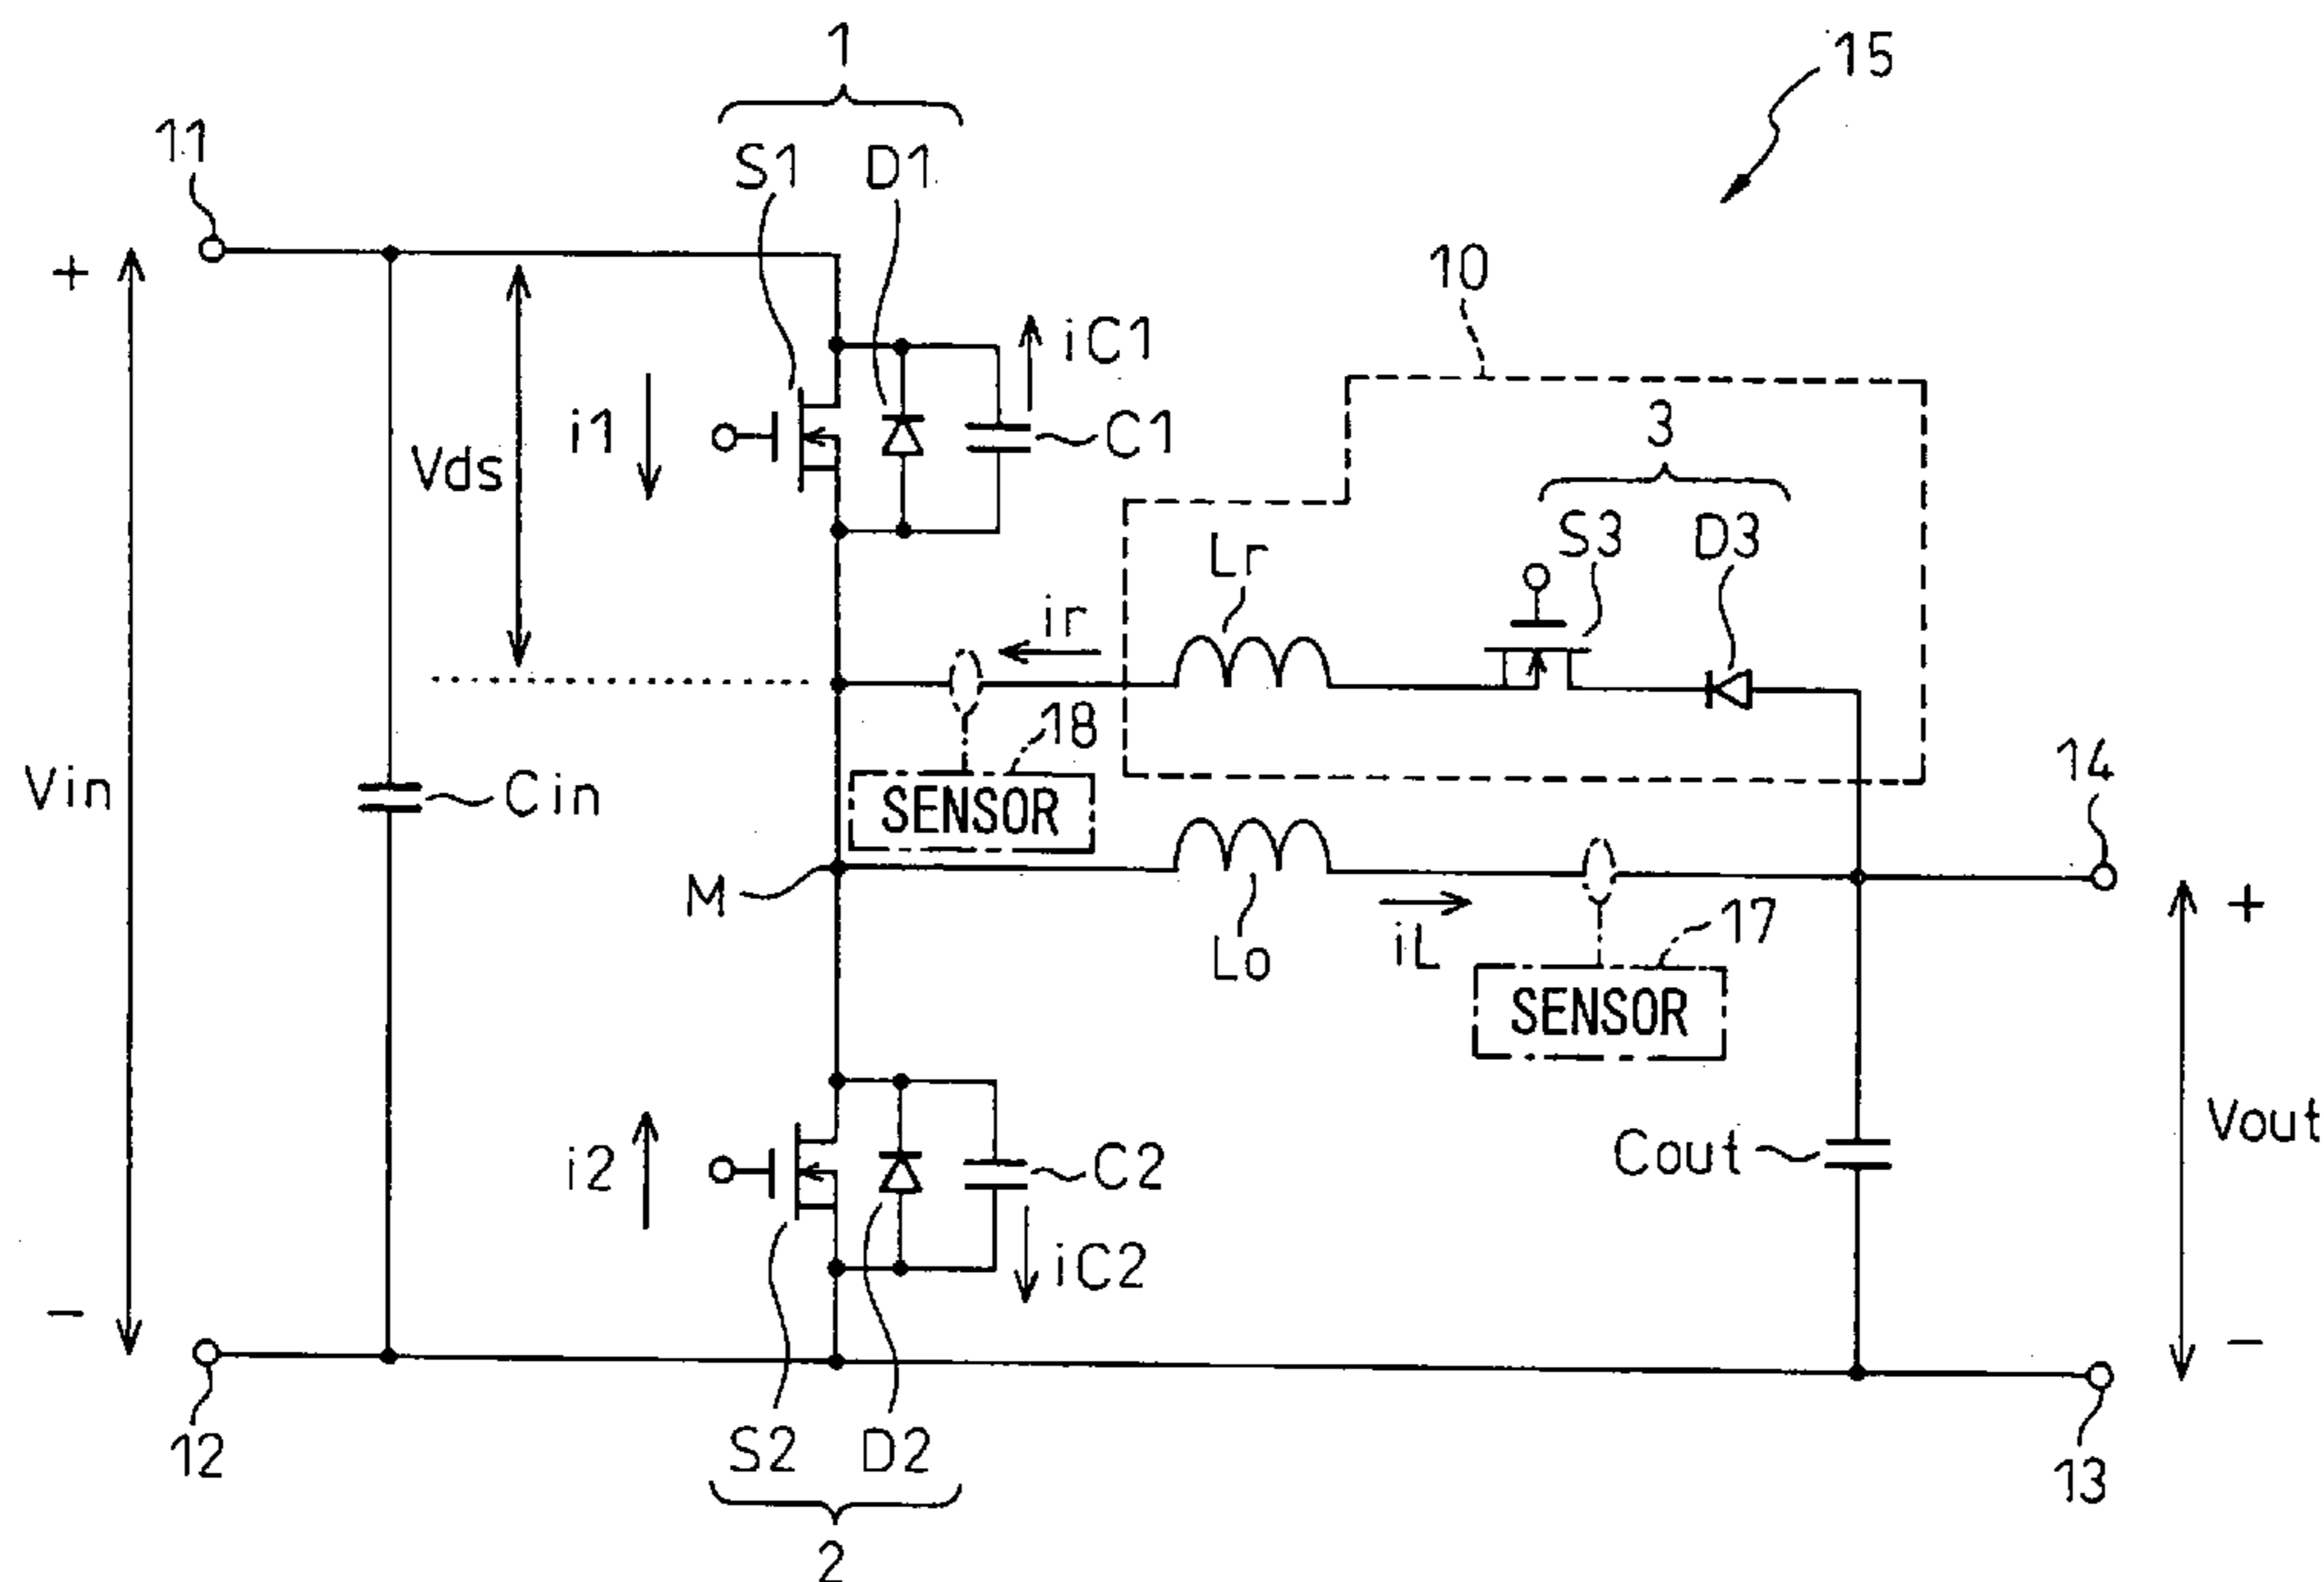 1
15
11
S1 D1
10
+
iC1
i1
C1
3
Vds
S3 D3
Lr
ir
18
14
Vin
Cin
SENSOR
M
+
17
Lo
iL
SENSOR
Vout
i2
C2
Cout
iC2
−
−
12
S2 D2
13
2